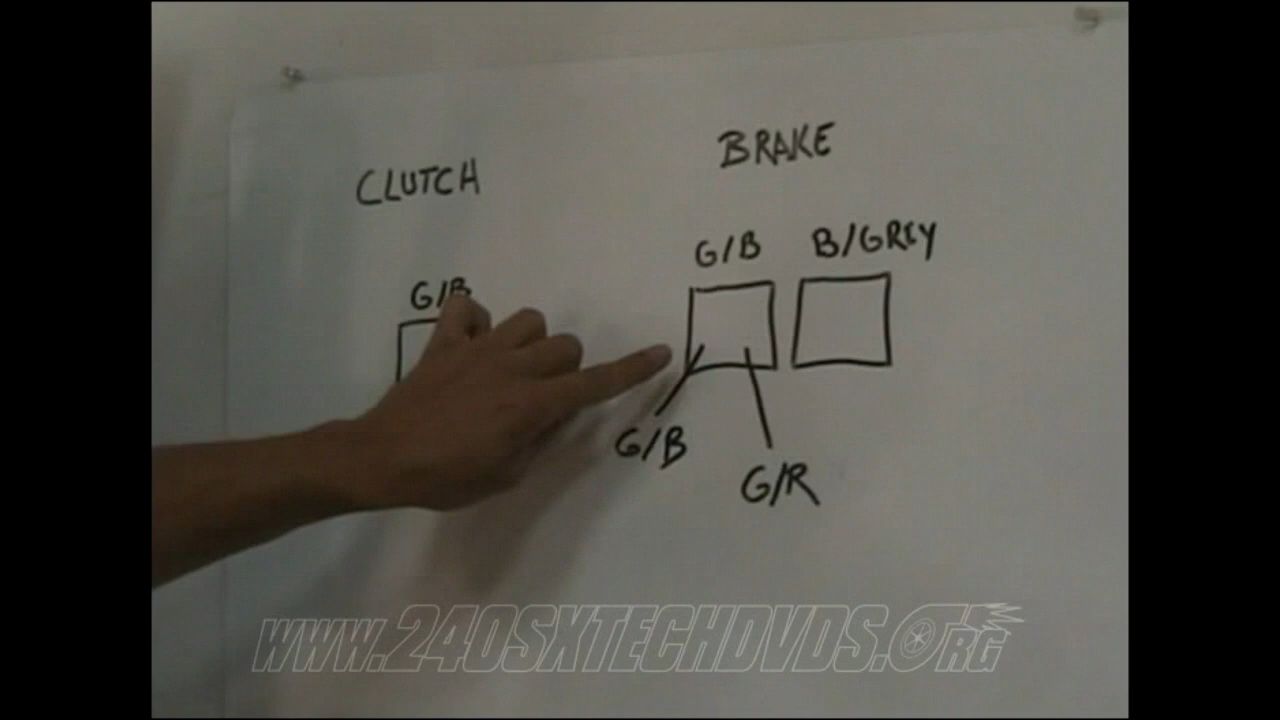 CLUTCH
BRAKE
G/B
G/B
B/GREY
G/B
G/R
WWW.240SXTECHDVDS.ORG